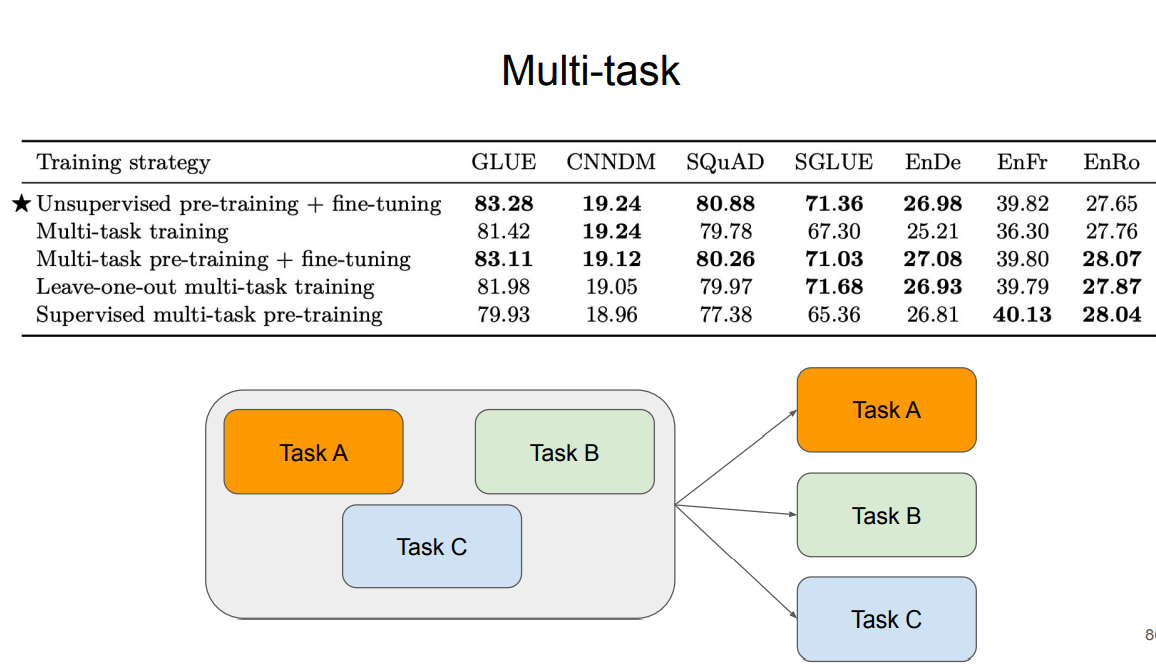 Multi-task
Training strategy GLUE CNNDM SQuAD SGLUE EnDe EnFr EnRo
★ Unsupervised pre-training + fine-tuning 83.28 19.24 80.88 71.36 26.98 39.82 27.65
Multi-task training 81.42 19.24 79.78 67.30 25.21 36.30 27.76
Multi-task pre-training + fine-tuning 83.11 19.12 80.26 71.03 27.08 39.80 28.07
Leave-one-out multi-task training 81.98 19.05 79.97 71.68 26.93 39.79 27.87
Supervised multi-task pre-training 79.93 18.96 77.38 65.36 26.81 40.13 28.04
Task A
Task B
Task C
Task A
Task B
Task C